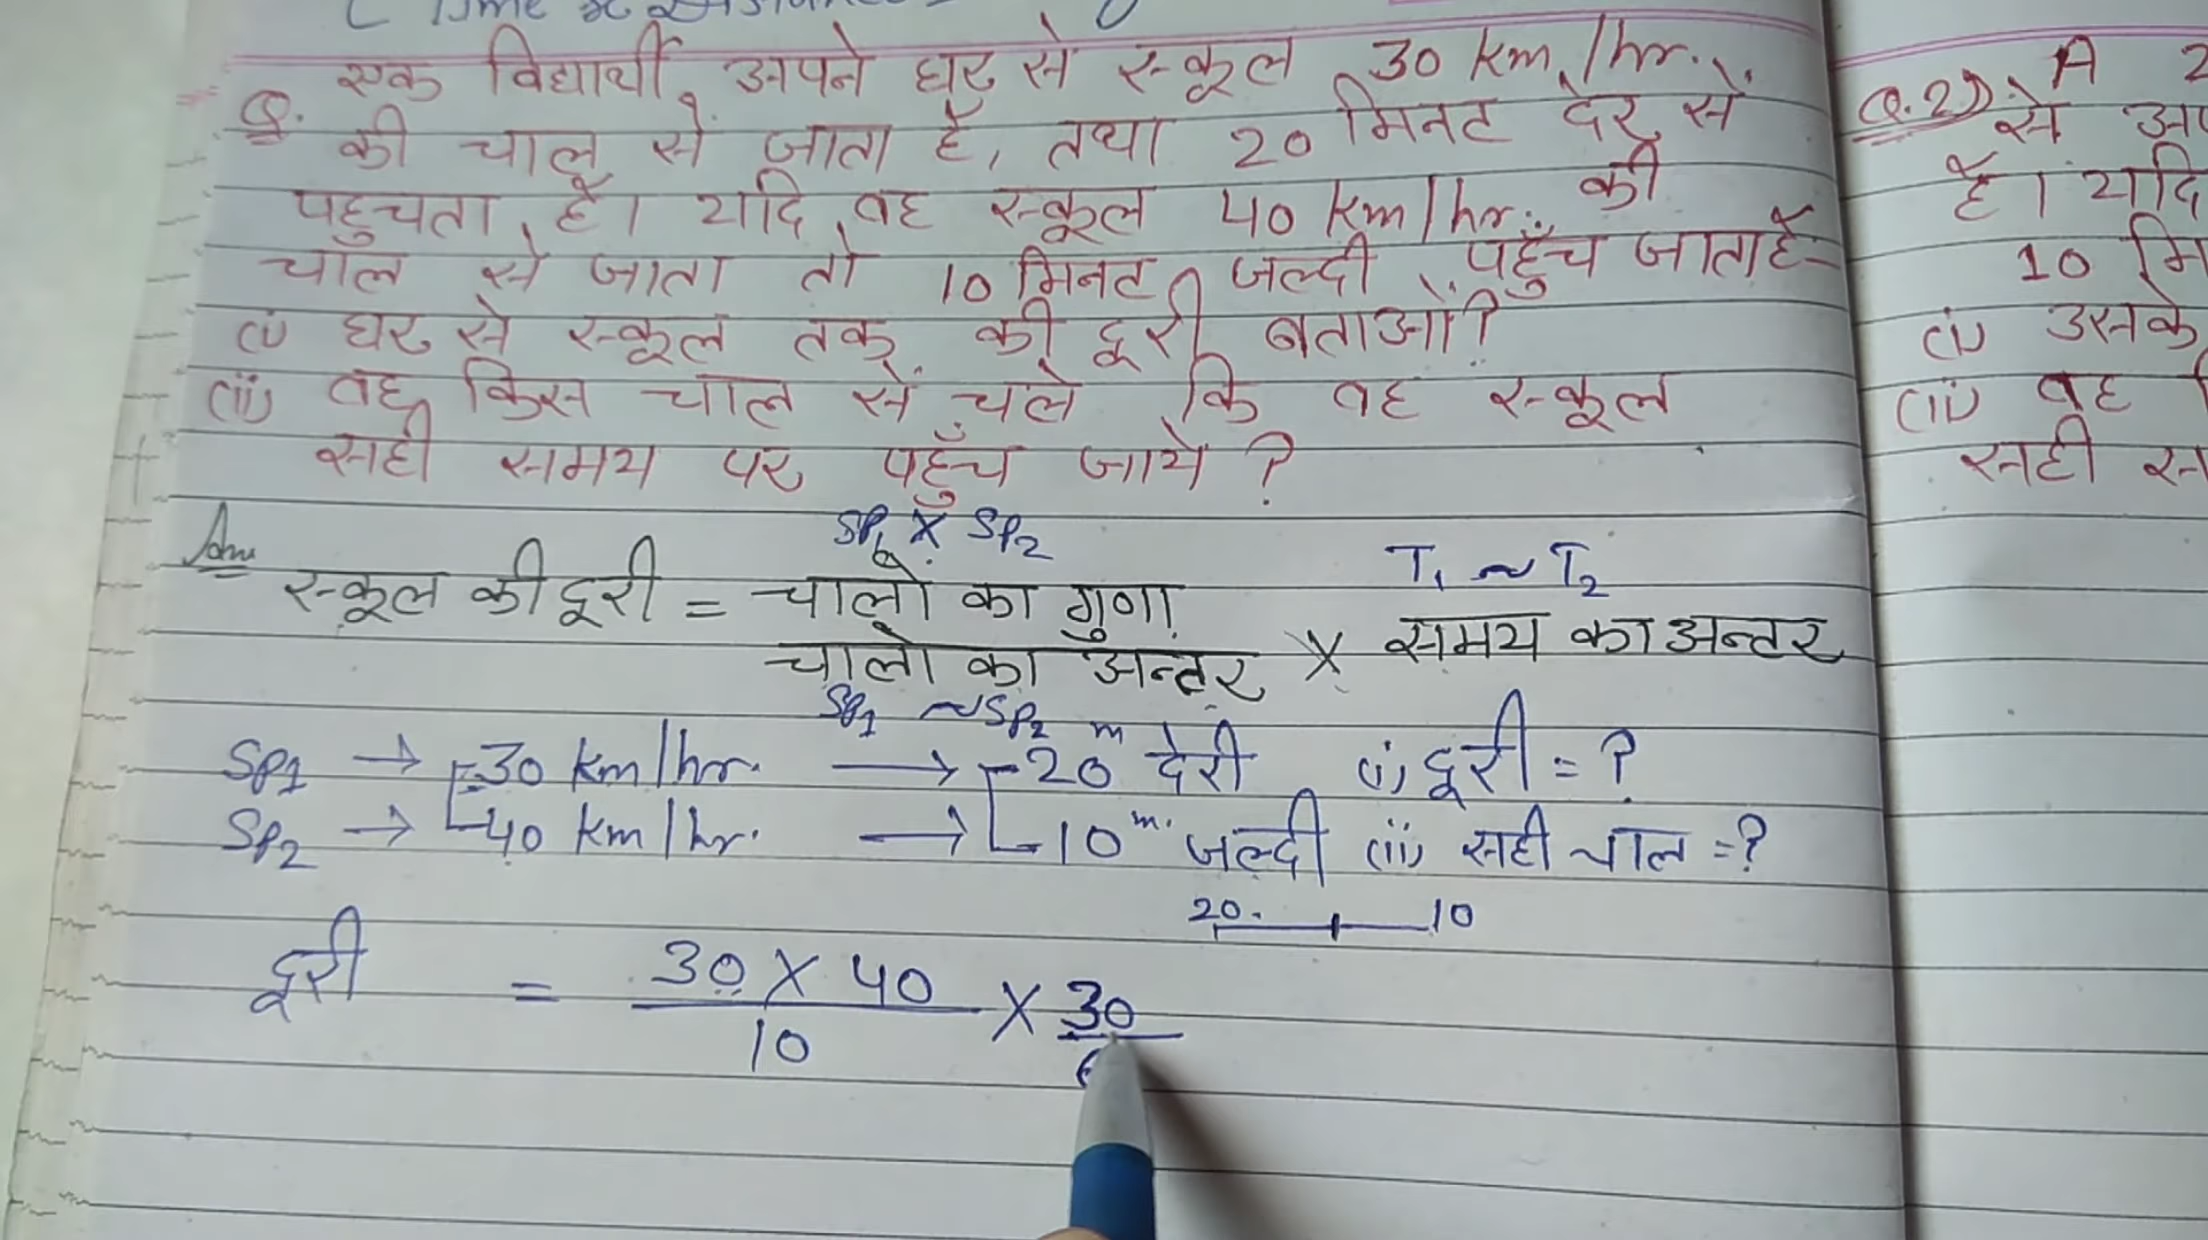 Time &
Q. एक विद्यार्थी अपने घर से स्कूल 30 km/hr.
की चाल से जाता है, तथा 20 मिनट देर से
पहुचता है। यदि वह स्कूल 40 km/hr. की
चाल से जाता तो 10 मिनट जल्दी पहुँच जाता है-
(i) घर से स्कूल तक की दूरी बताओ?
(ii) वह किस चाल से चले कि वह स्कूल
सही समय पर पहुँच जाये ?
Ans
SP1 X SP2
T1 ~ T2
स्कूल की दूरी = चालो का गुणा
चालो का अन्तर X समय का अन्तर
SP1 ~ SP2
SP1 → 30 km/hr. → 20 m देरी (i) दूरी = ?
SP2 → 40 km/hr. → 10 m. जल्दी (ii) सही चाल = ?
20. 10
दूरी = 30 X 40 X 30
10
Q.2) A
से
है। यदि
10
(i) उसके
(ii) वह
सही